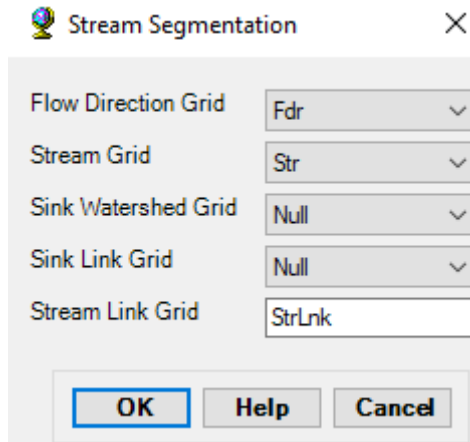 Stream Segmentation
Flow Direction Grid Fdr
Stream Grid Str
Sink Watershed Grid Null
Sink Link Grid Null
Stream Link Grid StrLnk
OK Help Cancel